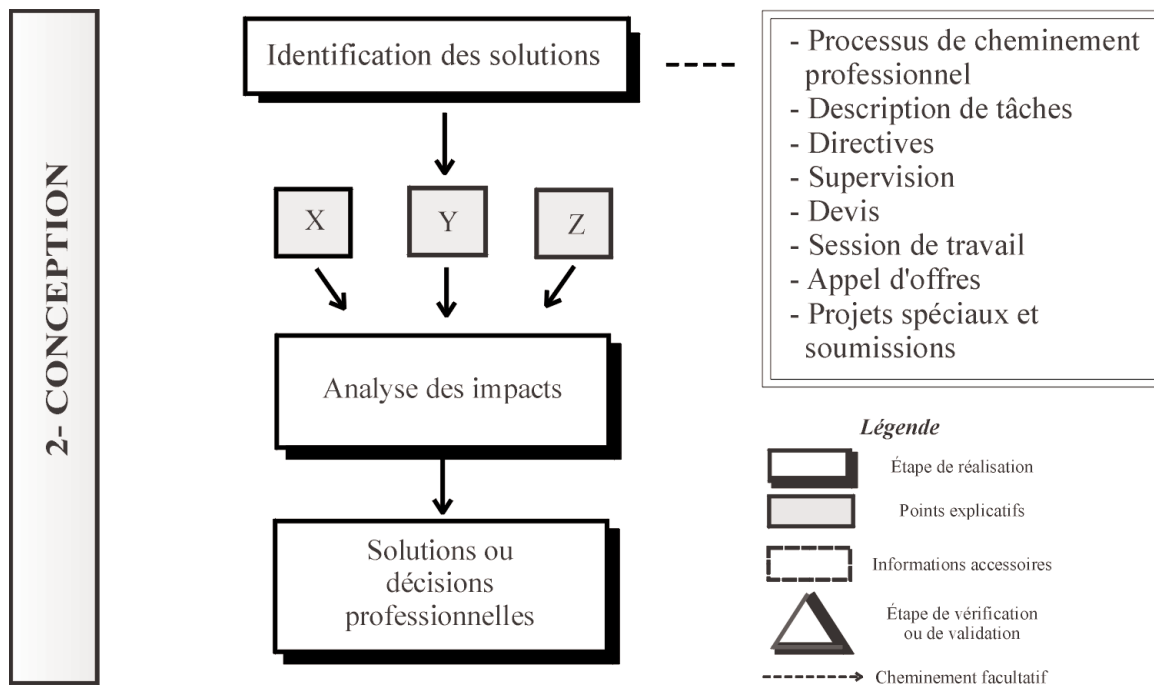 2- CONCEPTION
Identification des solutions
X
Y
Z
Analyse des impacts
Solutions ou
décisions
professionnelles
- Processus de cheminement
professionnel
- Description de tâches
- Directives
- Supervision
- Devis
- Session de travail
- Appel d'offres
- Projets spéciaux et
soumissions
Légende
Étape de réalisation
Points explicatifs
Informations accessoires
Étape de vérification
ou de validation
Cheminement facultatif